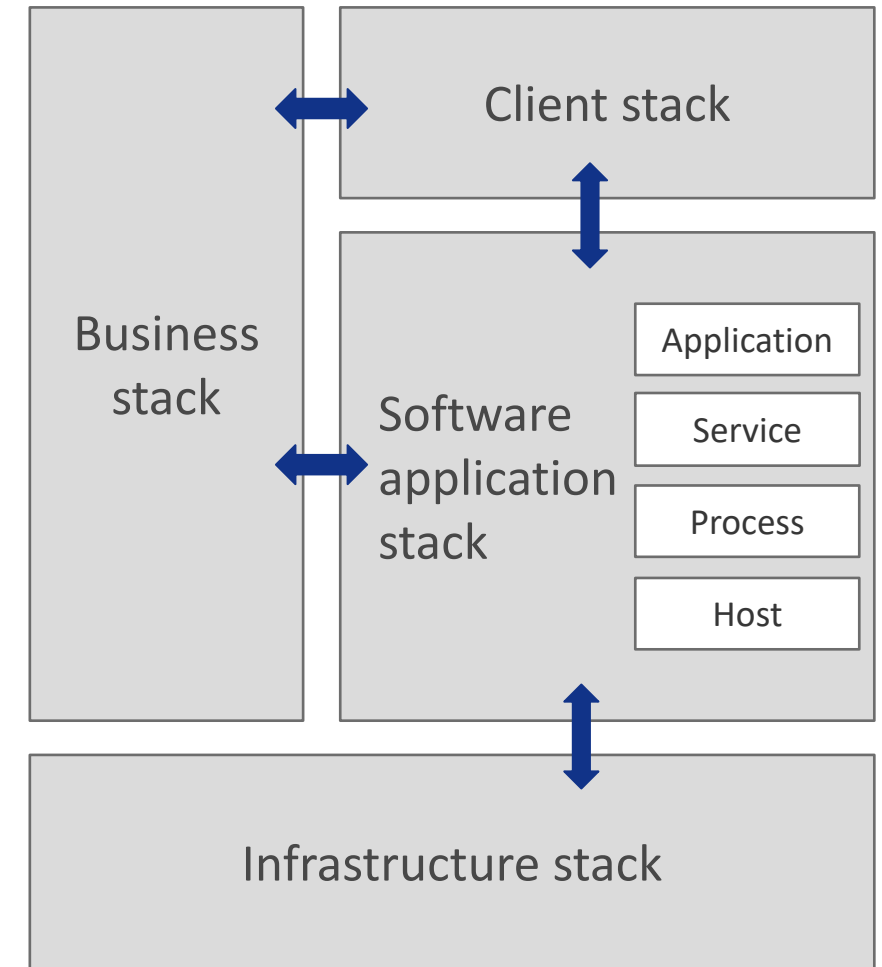 Client stack
Business
stack
Software
application
stack
Application
Service
Process
Host
Infrastructure stack